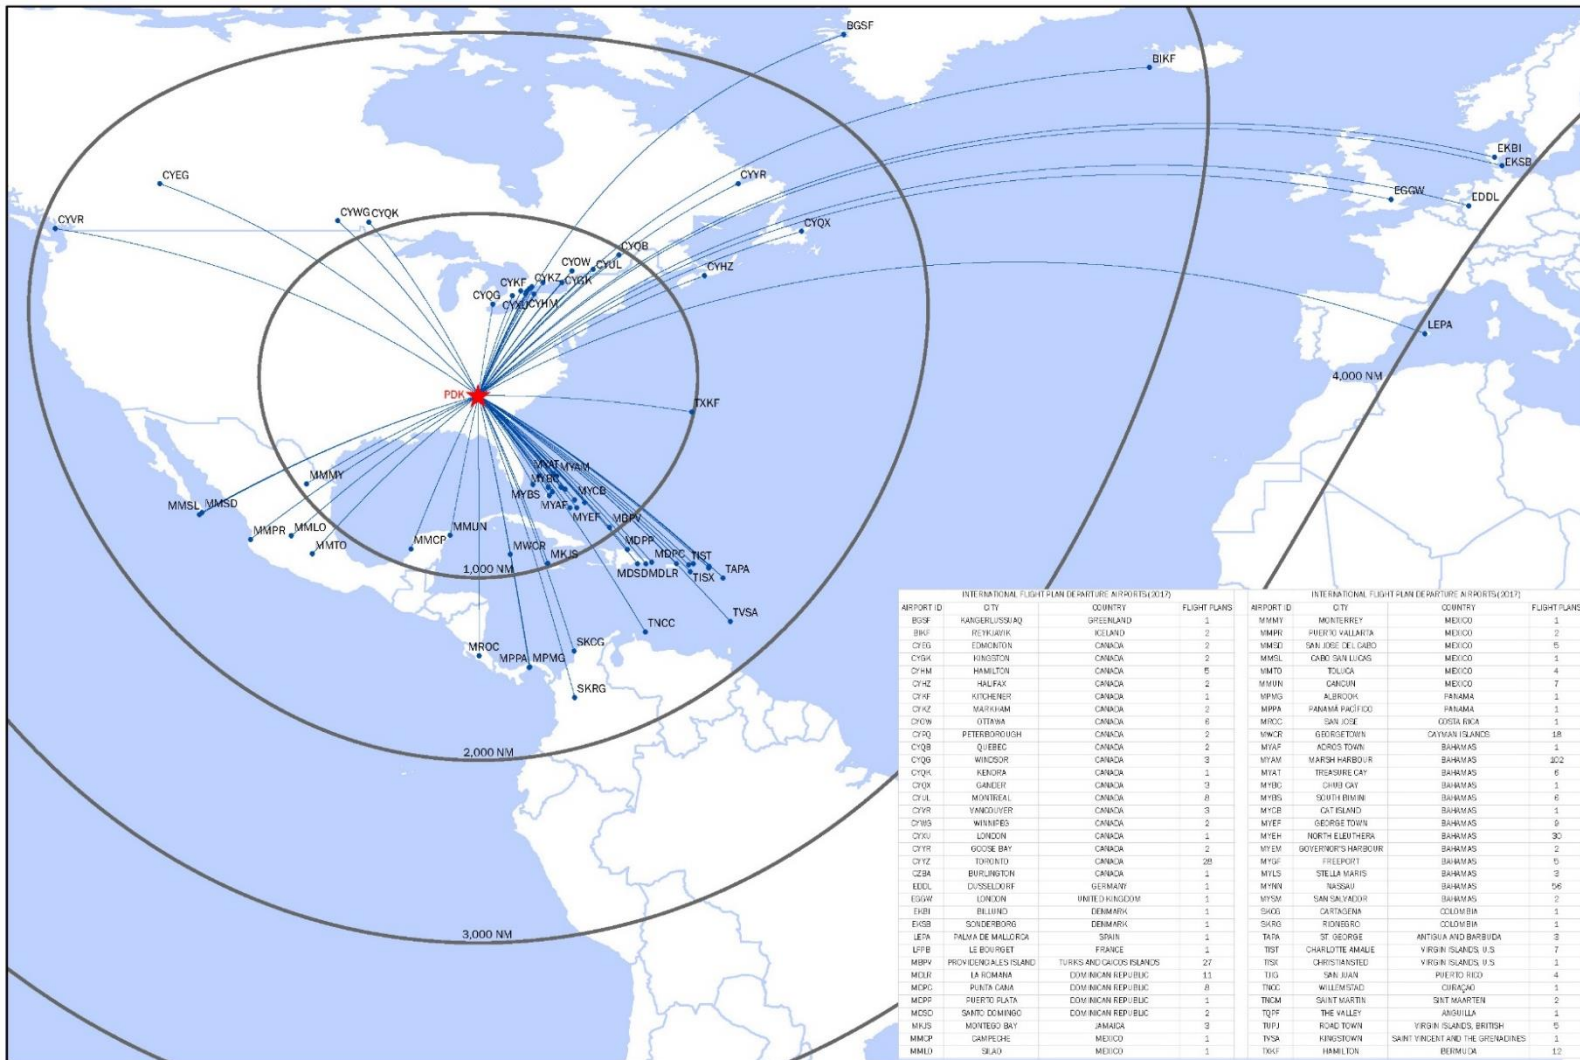 BGSF
BIKF
EKBI
EKSB
CYEG
CYYR
EGGW
EDDL
CYVR
CYWG
CYQK
CYQX
CYQB
CYOW
CYUL
CYHZ
CYKF
CYKZ
CYGK
CYQG
CYXU
CYHM
LEPA
4,000 NM
PDK
TXKF
MYAT
MYAM
MMMY
MYBC
MYBS
MYCB
MMSL
MMSD
MYAF
MYEF
MBPV
MMPR
MMLO
MMUN
MMTO
MMCP
MWCR
MKJS
MDPP
MDPC
TIST
1,000 NM
MDSD
MDLR
TISX
TAPA
TNCC
TVSA
MROC
SKCG
MPPA
MPMG
SKRG
2,000 NM
3,000 NM
INTERNATIONAL FLIGHT PLAN DEPARTURE AIRPORTS (2017)
AIRPORT ID CITY COUNTRY FLIGHT PLANS
BGSF KANGERLUSSUAQ GREENLAND 1
BIKF REYKJAVIK ICELAND 2
CYEG EDMONTON CANADA 2
CYGK KINGSTON CANADA 2
CYHM HAMILTON CANADA 5
CYHZ HALIFAX CANADA 2
CYKF KITCHENER CANADA 1
CYKZ MARKHAM CANADA 2
CYOW OTTAWA CANADA 6
CYPQ PETERBOROUGH CANADA 2
CYQB QUEBEC CANADA 2
CYQG WINDSOR CANADA 3
CYQK KENORA CANADA 1
CYQX GANDER CANADA 3
CYUL MONTREAL CANADA 8
CYVR VANCOUVER CANADA 3
CYWG WINNIPEG CANADA 2
CYXU LONDON CANADA 1
CYYR GOOSE BAY CANADA 2
CYYZ TORONTO CANADA 28
CZBA BURLINGTON CANADA 1
EDDL DUSSELDORF GERMANY 1
EGGW LONDON UNITED KINGDOM 1
EKBI BILLUND DENMARK 1
EKSB SONDERBORG DENMARK 1
LEPA PALMA DE MALLORCA SPAIN 1
LFPB LE BOURGET FRANCE 1
MBPV PROVIDENCIALES ISLAND TURKS AND CAICOS ISLANDS 27
MDLR LA ROMANA DOMINICAN REPUBLIC 11
MDPC PUNTA CANA DOMINICAN REPUBLIC 8
MDPP PUERTO PLATA DOMINICAN REPUBLIC 1
MDSD SANTO DOMINGO DOMINICAN REPUBLIC 2
MKJS MONTEGO BAY JAMAICA 3
MMCP CAMPECHE MEXICO 1
MMLO SILAO MEXICO 1
INTERNATIONAL FLIGHT PLAN DEPARTURE AIRPORTS (2017)
AIRPORT ID CITY COUNTRY FLIGHT PLANS
MMMY MONTERREY MEXICO 1
MMPR PUERTO VALLARTA MEXICO 2
MMSD SAN JOSE DEL CABO MEXICO 5
MMSL CABO SAN LUCAS MEXICO 1
MMTO TOLUCA MEXICO 4
MMUN CANCUN MEXICO 7
MPMG ALBROOK PANAMA 1
MPPA PANAMÁ PACÍFICO PANAMA 1
MROC SAN JOSE COSTA RICA 1
MWCR GEORGETOWN CAYMAN ISLANDS 18
MYAF ADROS TOWN BAHAMAS 1
MYAM MARSH HARBOUR BAHAMAS 102
MYAT TREASURE CAY BAHAMAS 6
MYBC CHUB CAY BAHAMAS 1
MYBS SOUTH BIMINI BAHAMAS 6
MYCB CAT ISLAND BAHAMAS 1
MYEF GEORGE TOWN BAHAMAS 9
MYEH NORTH ELEUTHERA BAHAMAS 30
MYEM GOVERNOR'S HARBOUR BAHAMAS 2
MYGF FREEPORT BAHAMAS 5
MYLS STELLA MARIS BAHAMAS 3
MYNN NASSAU BAHAMAS 56
MYSM SAN SALVADOR BAHAMAS 2
SKCG CARTAGENA COLOMBIA 1
SKRG RIONEGRO COLOMBIA 1
TAPA ST. GEORGE ANTIGUA AND BARBUDA 3
TIST CHARLOTTE AMALIE VIRGIN ISLANDS, U.S 7
TISX CHRISTIANSTED VIRGIN ISLANDS, U.S 1
TJIG SAN JUAN PUERTO RICO 4
TNCC WILLEMSTAD CURAÇAO 1
TNCM SAINT MARTIN SINT MAARTEN 2
TQPF THE VALLEY ANGUILLA 1
TUPJ ROAD TOWN VIRGIN ISLANDS, BRITISH 5
TVSA KINGSTOWN SAINT VINCENT AND THE GRENADINES 1
TXKF HAMILTON BERMUDA 12